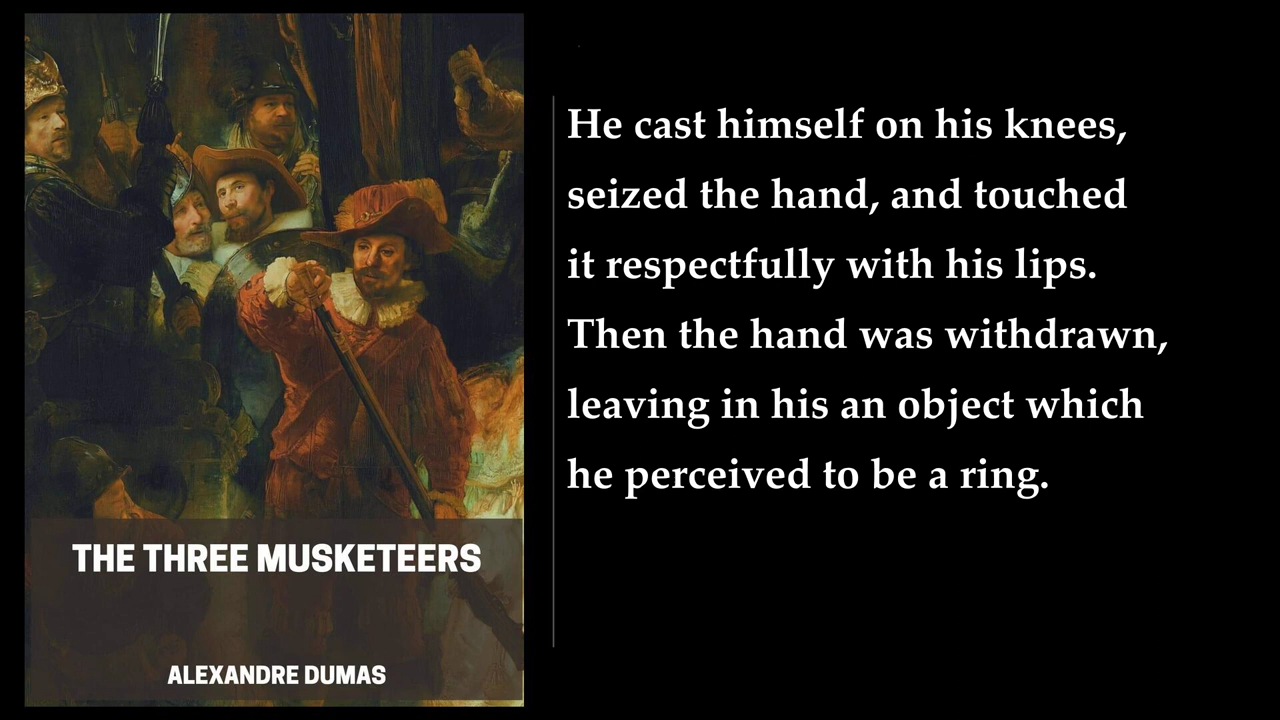 THE THREE MUSKETEERS
ALEXANDRE DUMAS
He cast himself on his knees,
seized the hand, and touched
it respectfully with his lips.
Then the hand was withdrawn,
leaving in his an object which
he perceived to be a ring.